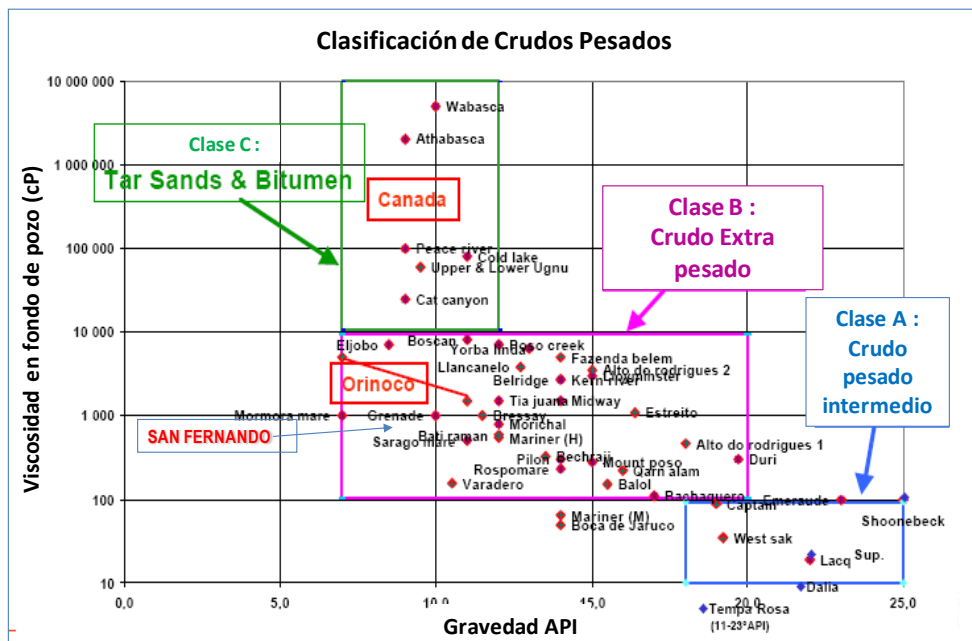 Clasificación de Crudos Pesados
Viscosidad en fondo de pozo (cP)
10 000 000
1 000 000
100 000
10 000
1 000
100
10
Clase C :
Tar Sands & Bitumen
Canada
Wabasca
Athabasca
Peace river
Cold lake
Upper & Lower Ugnu
Cat canyon
Clase B :
Crudo Extra
pesado
Clase A :
Crudo
pesado
intermedio
Eljobo
Boscan
Yorba linda
Poso creek
Fazenda belem
Llancanelo
Alto do rodrigues 2
Belridge
Kern river
Orinoco
Tia juana
Midway
Mormora mare
Grenade
Bressay
Estreito
SAN FERNANDO
Morichal
Sarago mare
Bati raman
Mariner (H)
Alto do rodrigues 1
Pilon
Bechraji
Mount poso
Duri
Rospomare
Qarn alam
Varadero
Balol
Bachaquero
Emeraude
Captain
Shoonebeck
Mariner (M)
Boca de Jaruco
West sak
Sup.
Lacq
Dalia
Tempa Rosa
(11-23°API)
0,0
5,0
10,0
15,0
20,0
25,0
Gravedad API